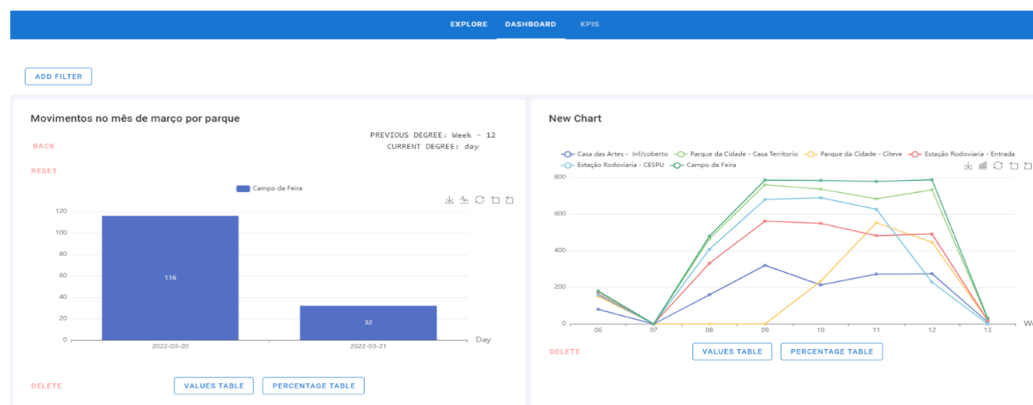 EXPLORE DASHBOARD KPIS
ADD FILTER
Movimentos no mês de março por parque
PREVIOUS DEGREE: Week - 12
CURRENT DEGREE: day
BACK
RESET
Campo da Feira
120
100
80
60
40
20
0
116
32
2022-03-20 2022-03-21
Day
DELETE VALUES TABLE PERCENTAGE TABLE
New Chart
Casa das Artes - Inf/coberto Parque da Cidade - Casa Territorio Parque da Cidade - Citeve Estação Rodoviaria - Entrada
Estação Rodoviaria - CESPU Campo da Feira
800
600
400
200
0
06 07 08 09 10 11 12 13
DELETE VALUES TABLE PERCENTAGE TABLE